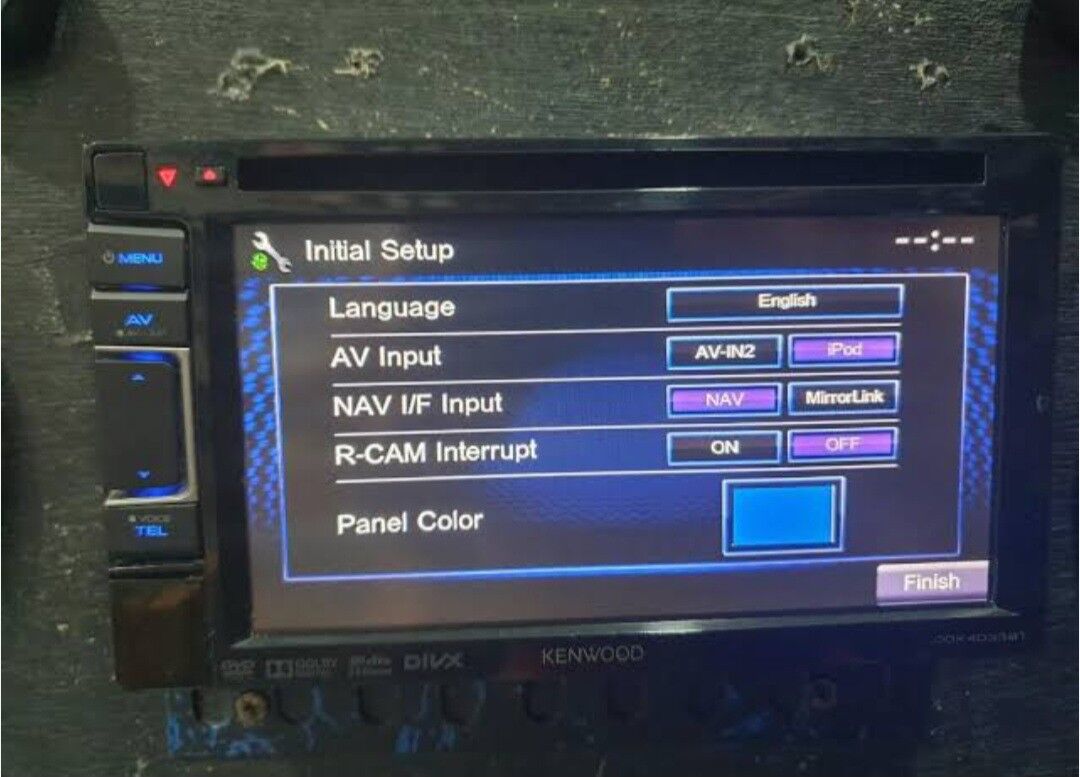 Initial Setup --:--
MENU
Language English
AV
AV Input AV-IN2 iPod
NAV I/F Input NAV MirrorLink
R-CAM Interrupt ON OFF
VOICE
TEL
Panel Color
Finish
DIVX KENWOOD